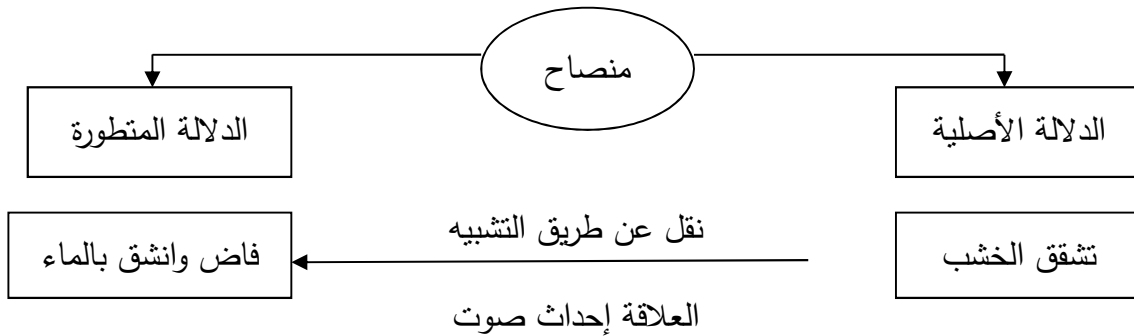 منصاح
الدلالة الأصلية
الدلالة المتطورة
تشقق الخشب
نقل عن طريق التشبيه
العلاقة إحداث صوت
فاض وانشق بالماء